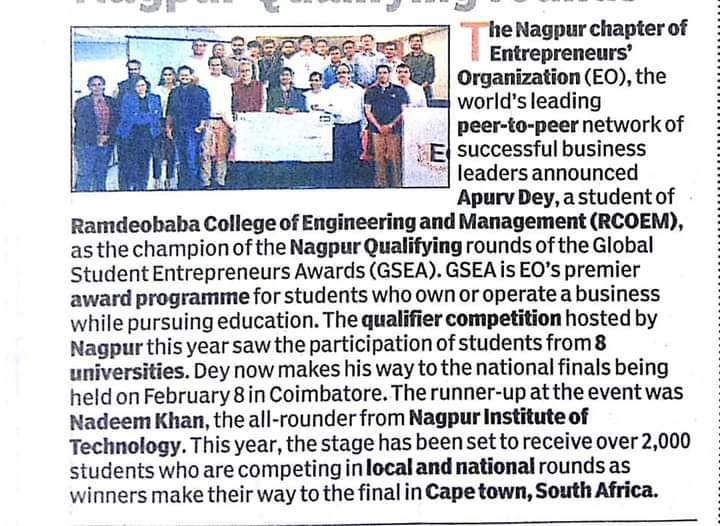 Nagpur Qualifying rounds
The Nagpur chapter of
Entrepreneurs'
Organization (EO), the
world's leading
peer-to-peer network of
successful business
leaders announced
Apurv Dey, a student of
Ramdeobaba College of Engineering and Management (RCOEM),
as the champion of the Nagpur Qualifying rounds of the Global
Student Entrepreneurs Awards (GSEA). GSEA is EO's premier
award programme for students who own or operate a business
while pursuing education. The qualifier competition hosted by
Nagpur this year saw the participation of students from 8
universities. Dey now makes his way to the national finals being
held on February 8 in Coimbatore. The runner-up at the event was
Nadeem Khan, the all-rounder from Nagpur Institute of
Technology. This year, the stage has been set to receive over 2,000
students who are competing in local and national rounds as
winners make their way to the final in Cape town, South Africa.